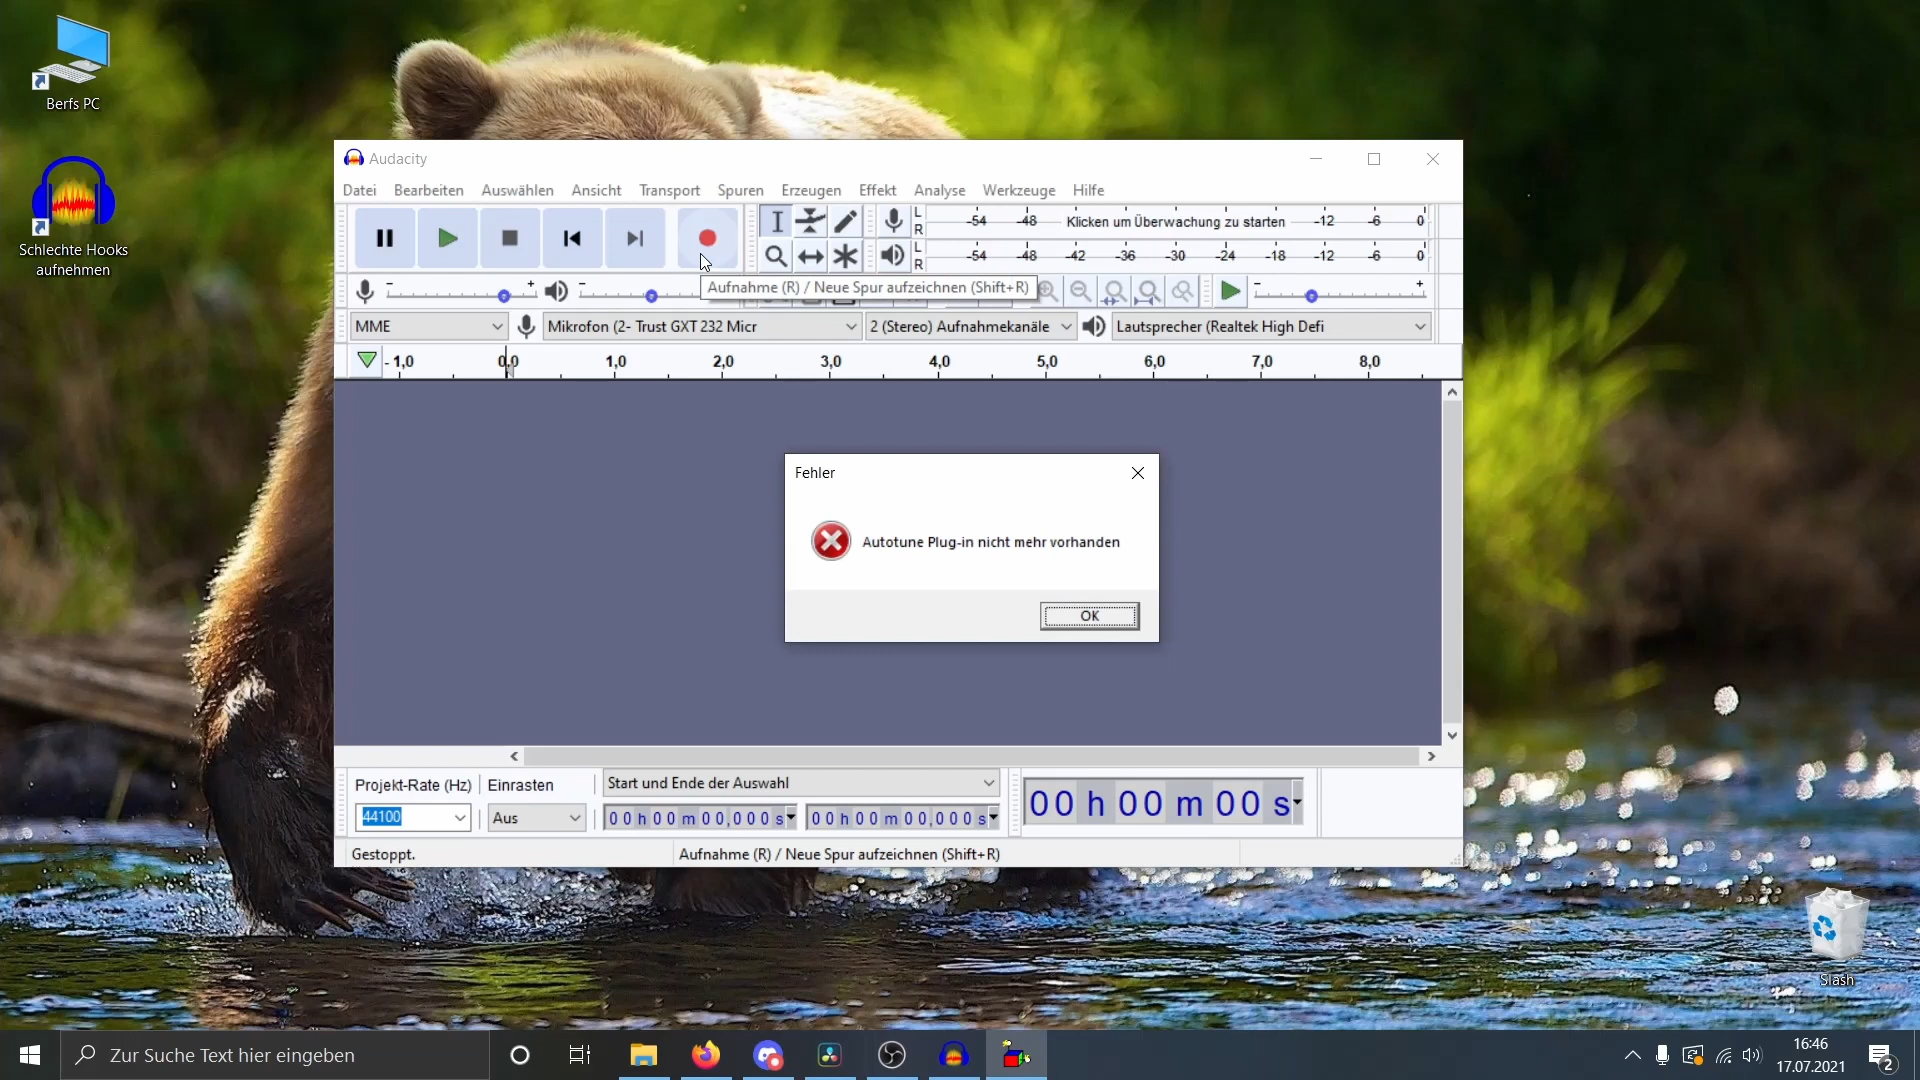 Berfs PC
Schlechte Hooks
aufnehmen
Audacity
Datei Bearbeiten Auswählen Ansicht Transport Spuren Erzeugen Effekt Analyse Werkzeuge Hilfe
L
R
-54 -48 Klicken um Überwachung zu starten -12 -6 0
L
R
-54 -48 -42 -36 -30 -24 -18 -12 -6 0
- + - - +
Aufnahme (R) / Neue Spur aufzeichnen (Shift+R)
MME Mikrofon (2- Trust GXT 232 Micr 2 (Stereo) Aufnahmekanäle Lautsprecher (Realtek High Defi
- 1,0 0,0 1,0 2,0 3,0 4,0 5,0 6,0 7,0 8,0
Fehler
Autotune Plug-in nicht mehr vorhanden
OK
Projekt-Rate (Hz) Einrasten Start und Ende der Auswahl
44100 Aus 00 h 00 m 00,000 s 00 h 00 m 00,000 s 00 h 00 m 00 s
Gestoppt. Aufnahme (R) / Neue Spur aufzeichnen (Shift+R)
Slash
Zur Suche Text hier eingeben
16:46
17.07.2021
2